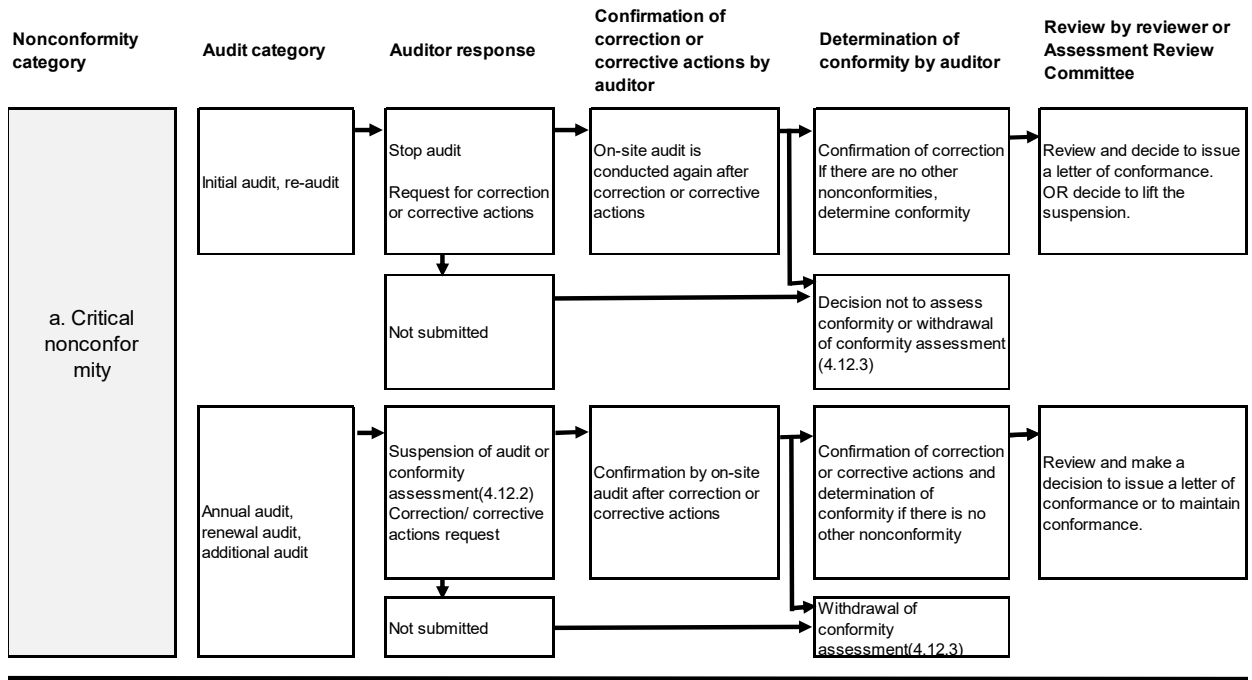 Nonconformity
category
Audit category
Auditor response
Confirmation of
correction or
corrective actions by
auditor
Determination of
conformity by auditor
Review by reviewer or
Assessment Review
Committee
a. Critical
nonconfor
mity
Initial audit, re-audit
Stop audit
Request for correction
or corrective actions
On-site audit is
conducted again after
correction or corrective
actions
Confirmation of correction
If there are no other
nonconformities,
determine conformity
Review and decide to issue
a letter of conformance.
OR decide to lift the
suspension.
Not submitted
Decision not to assess
conformity or withdrawal
of conformity assessment
(4.12.3)
Annual audit,
renewal audit,
additional audit
Suspension of audit or
conformity
assessment(4.12.2)
Correction/ corrective
actions request
Confirmation by on-site
audit after correction or
corrective actions
Confirmation of correction
or corrective actions and
determination of
conformity if there is no
other nonconformity
Review and make a
decision to issue a letter of
conformance or to maintain
conformance.
Not submitted
Withdrawal of
conformity
assessment(4.12.3)